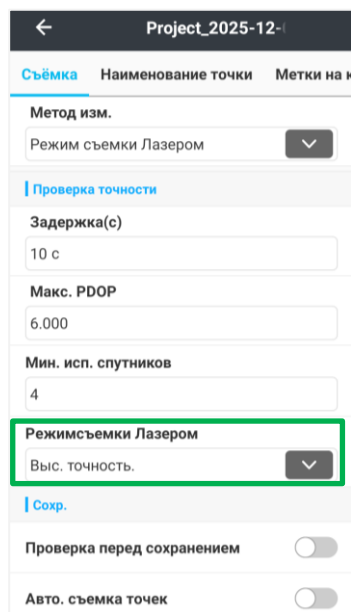 Project_2025-12-
Съёмка Наименование точки Метки на
Метод изм.
Режим съемки Лазером
Проверка точности
Задержка(с)
10 с
Макс. PDOP
6.000
Мин. исп. спутников
4
Режимсъемки Лазером
Выс. точность.
Сохр.
Проверка перед сохранением
Авто. съемка точек